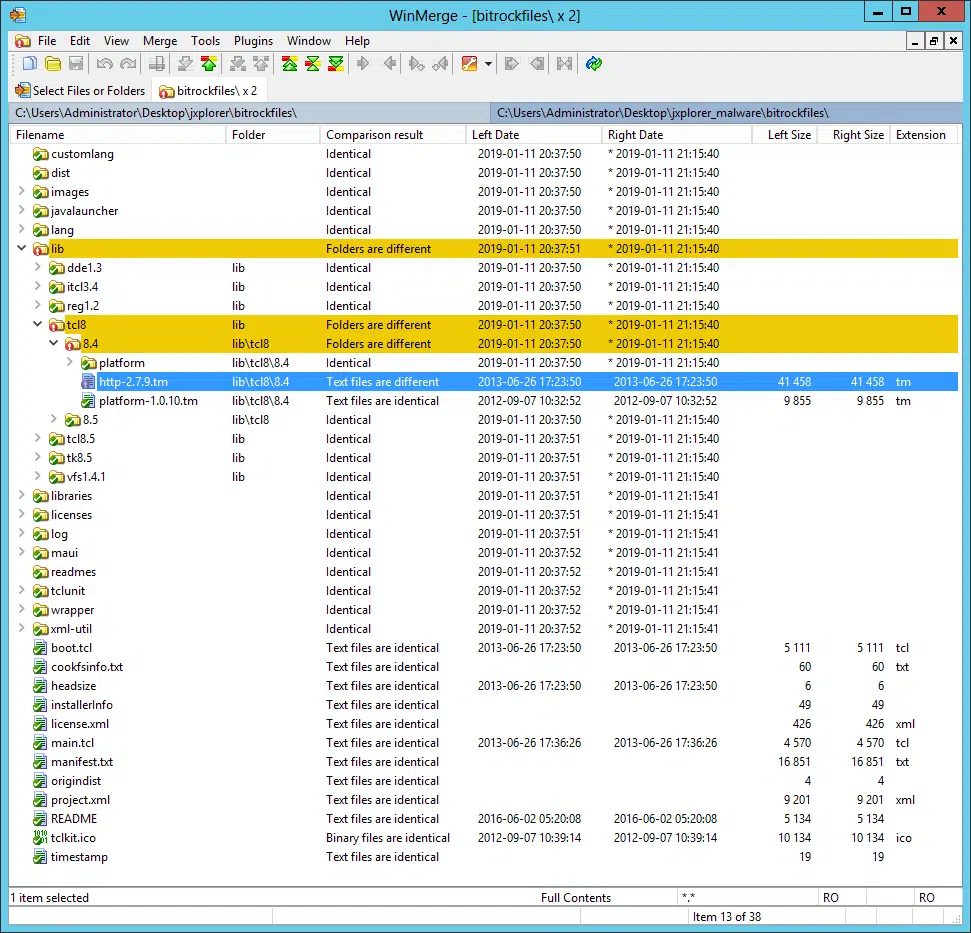 WinMerge - [bitrockfiles\ x 2]
File Edit View Merge Tools Plugins Window Help
Select Files or Folders bitrockfiles\ x 2
C:\Users\Administrator\Desktop\jxplorer\bitrockfiles\ C:\Users\Administrator\Desktop\jxplorer_malware\bitrockfiles\
Filename Folder Comparison result Left Date Right Date Left Size Right Size Extension
customlang Identical 2019-01-11 20:37:50 * 2019-01-11 21:15:40
dist Identical 2019-01-11 20:37:50 * 2019-01-11 21:15:40
images Identical 2019-01-11 20:37:50 * 2019-01-11 21:15:40
javalauncher Identical 2019-01-11 20:37:50 * 2019-01-11 21:15:40
lang Identical 2019-01-11 20:37:50 * 2019-01-11 21:15:40
lib Folders are different 2019-01-11 20:37:51 * 2019-01-11 21:15:40
dde1.3 lib Identical 2019-01-11 20:37:50 * 2019-01-11 21:15:40
itcl3.4 lib Identical 2019-01-11 20:37:50 * 2019-01-11 21:15:40
reg1.2 lib Identical 2019-01-11 20:37:50 * 2019-01-11 21:15:40
tcl8 lib Folders are different 2019-01-11 20:37:50 * 2019-01-11 21:15:40
8.4 lib\tcl8 Folders are different 2019-01-11 20:37:50 * 2019-01-11 21:15:40
platform lib\tcl8\8.4 Identical 2019-01-11 20:37:50 * 2019-01-11 21:15:40
http-2.7.9.tm lib\tcl8\8.4 Text files are different 2013-06-26 17:23:50 2013-06-26 17:23:50 41 458 41 458 tm
platform-1.0.10.tm lib\tcl8\8.4 Text files are identical 2012-09-07 10:32:52 2012-09-07 10:32:52 9 855 9 855 tm
8.5 lib\tcl8 Identical 2019-01-11 20:37:50 * 2019-01-11 21:15:40
tcl8.5 lib Identical 2019-01-11 20:37:51 * 2019-01-11 21:15:40
tk8.5 lib Identical 2019-01-11 20:37:51 * 2019-01-11 21:15:40
vfs1.4.1 lib Identical 2019-01-11 20:37:51 * 2019-01-11 21:15:40
libraries Identical 2019-01-11 20:37:51 * 2019-01-11 21:15:41
licenses Identical 2019-01-11 20:37:51 * 2019-01-11 21:15:41
log Identical 2019-01-11 20:37:51 * 2019-01-11 21:15:41
maui Identical 2019-01-11 20:37:52 * 2019-01-11 21:15:41
readmes Identical 2019-01-11 20:37:52 * 2019-01-11 21:15:41
tclunit Identical 2019-01-11 20:37:52 * 2019-01-11 21:15:41
wrapper Identical 2019-01-11 20:37:52 * 2019-01-11 21:15:41
xml-util Identical 2019-01-11 20:37:52 * 2019-01-11 21:15:41
boot.tcl Text files are identical 2013-06-26 17:23:50 2013-06-26 17:23:50 5 111 5 111 tcl
cookfsinfo.txt Text files are identical 60 60 txt
headsize Text files are identical 2013-06-26 17:23:50 2013-06-26 17:23:50 6 6
installerInfo Text files are identical 49 49
license.xml Text files are identical 426 426 xml
main.tcl Text files are identical 2013-06-26 17:36:26 2013-06-26 17:36:26 4 570 4 570 tcl
manifest.txt Text files are identical 16 851 16 851 txt
origindist Text files are identical 4 4
project.xml Text files are identical 9 201 9 201 xml
README Text files are identical 2016-06-02 05:20:08 2016-06-02 05:20:08 5 134 5 134
tclkit.ico Binary files are identical 2012-09-07 10:39:14 2012-09-07 10:39:14 10 134 10 134 ico
timestamp Text files are identical 19 19
1 item selected Full Contents *.* RO RO
Item 13 of 38